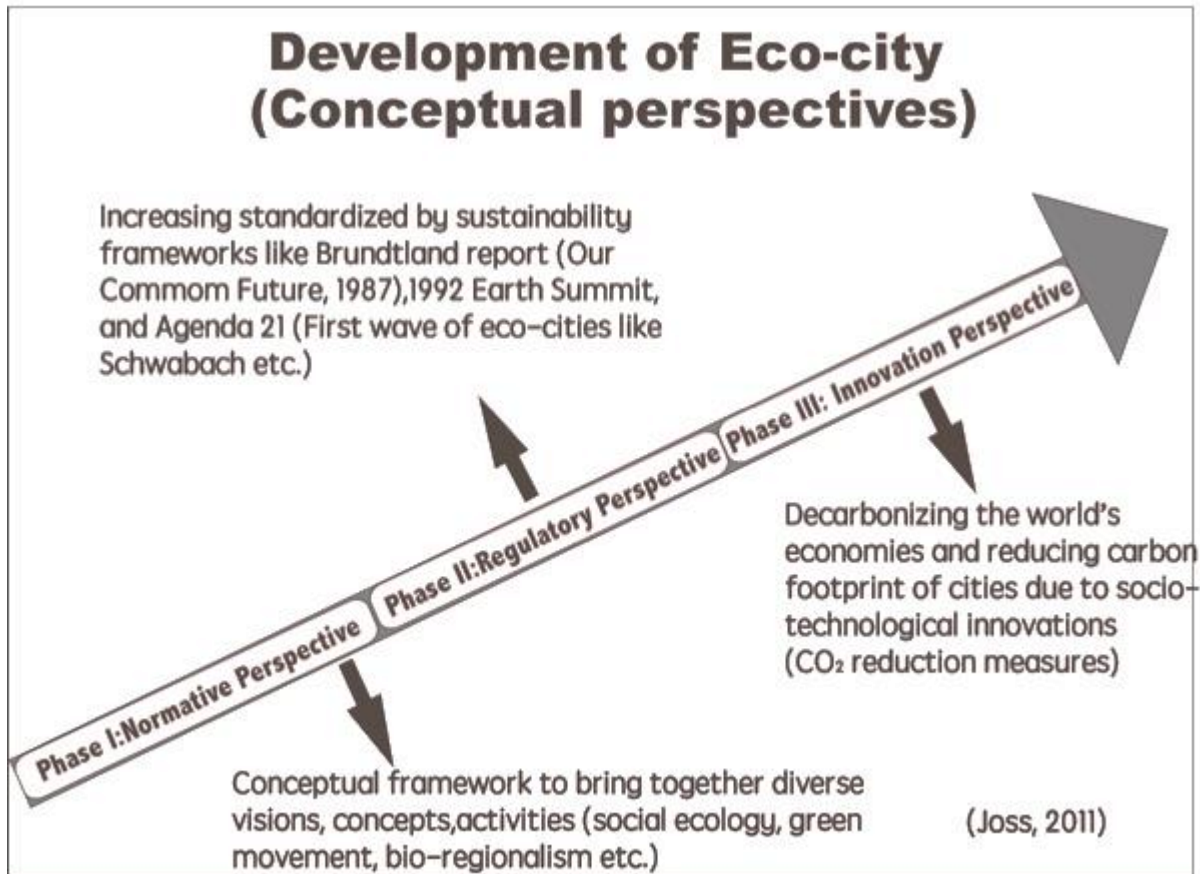 Development of Eco-city
(Conceptual perspectives)
Increasing standardized by sustainability
frameworks like Brundtland report (Our
Commom Future, 1987),1992 Earth Summit,
and Agenda 21 (First wave of eco-cities like
Schwabach etc.)
Phase III: Innovation Perspective
Phase II:Regulatory Perspective
Phase I:Normative Perspective
Decarbonizing the world's
economies and reducing carbon
footprint of cities due to socio-
technological innovations
(CO₂ reduction measures)
Conceptual framework to bring together diverse
visions, concepts,activities (social ecology, green
movement, bio-regionalism etc.)
(Joss, 2011)